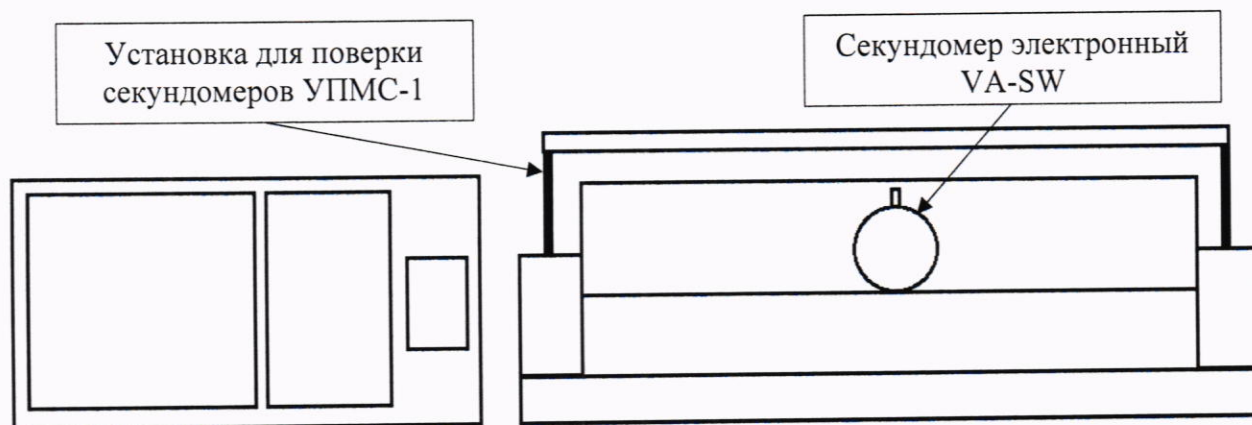 Установка для поверки
секундомеров УПМС-1
Секундомер электронный
VA-SW